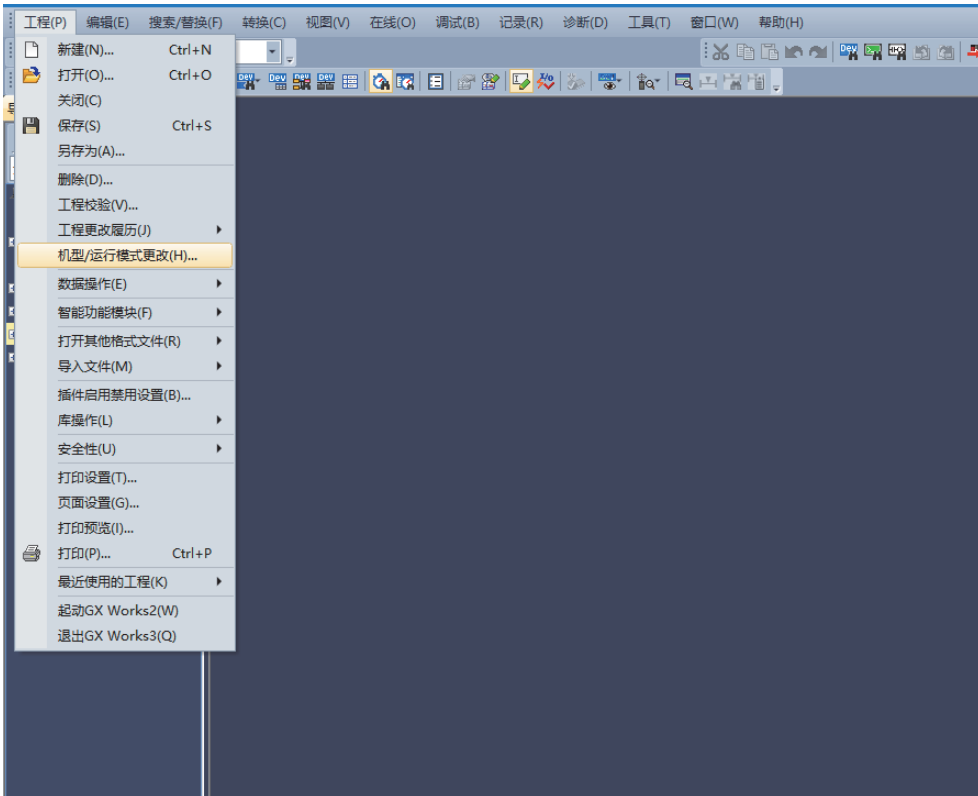 工程(P) 编辑(E) 搜索/替换(F) 转换(C) 视图(V) 在线(O) 调试(B) 记录(R) 诊断(D) 工具(T) 窗口(W) 帮助(H)
新建(N)... Ctrl+N
打开(O)... Ctrl+O
关闭(C)
保存(S) Ctrl+S
另存为(A)...
删除(D)...
工程校验(V)...
工程更改履历(J)
机型/运行模式更改(H)...
数据操作(E)
智能功能模块(F)
打开其他格式文件(R)
导入文件(M)
插件启用禁用设置(B)...
库操作(L)
安全性(U)
打印设置(T)...
页面设置(G)...
打印预览(I)...
打印(P)... Ctrl+P
最近使用的工程(K)
起动GX Works2(W)
退出GX Works3(Q)